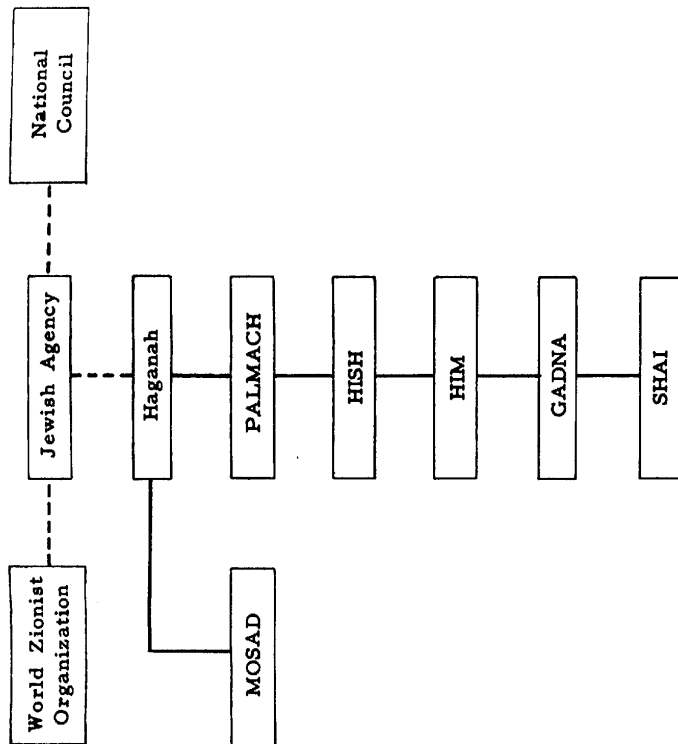 World Zionist
Organization
Jewish Agency
National
Council
Haganah
MOSAD
PALMACH
HISH
HIM
GADNA
SHAI